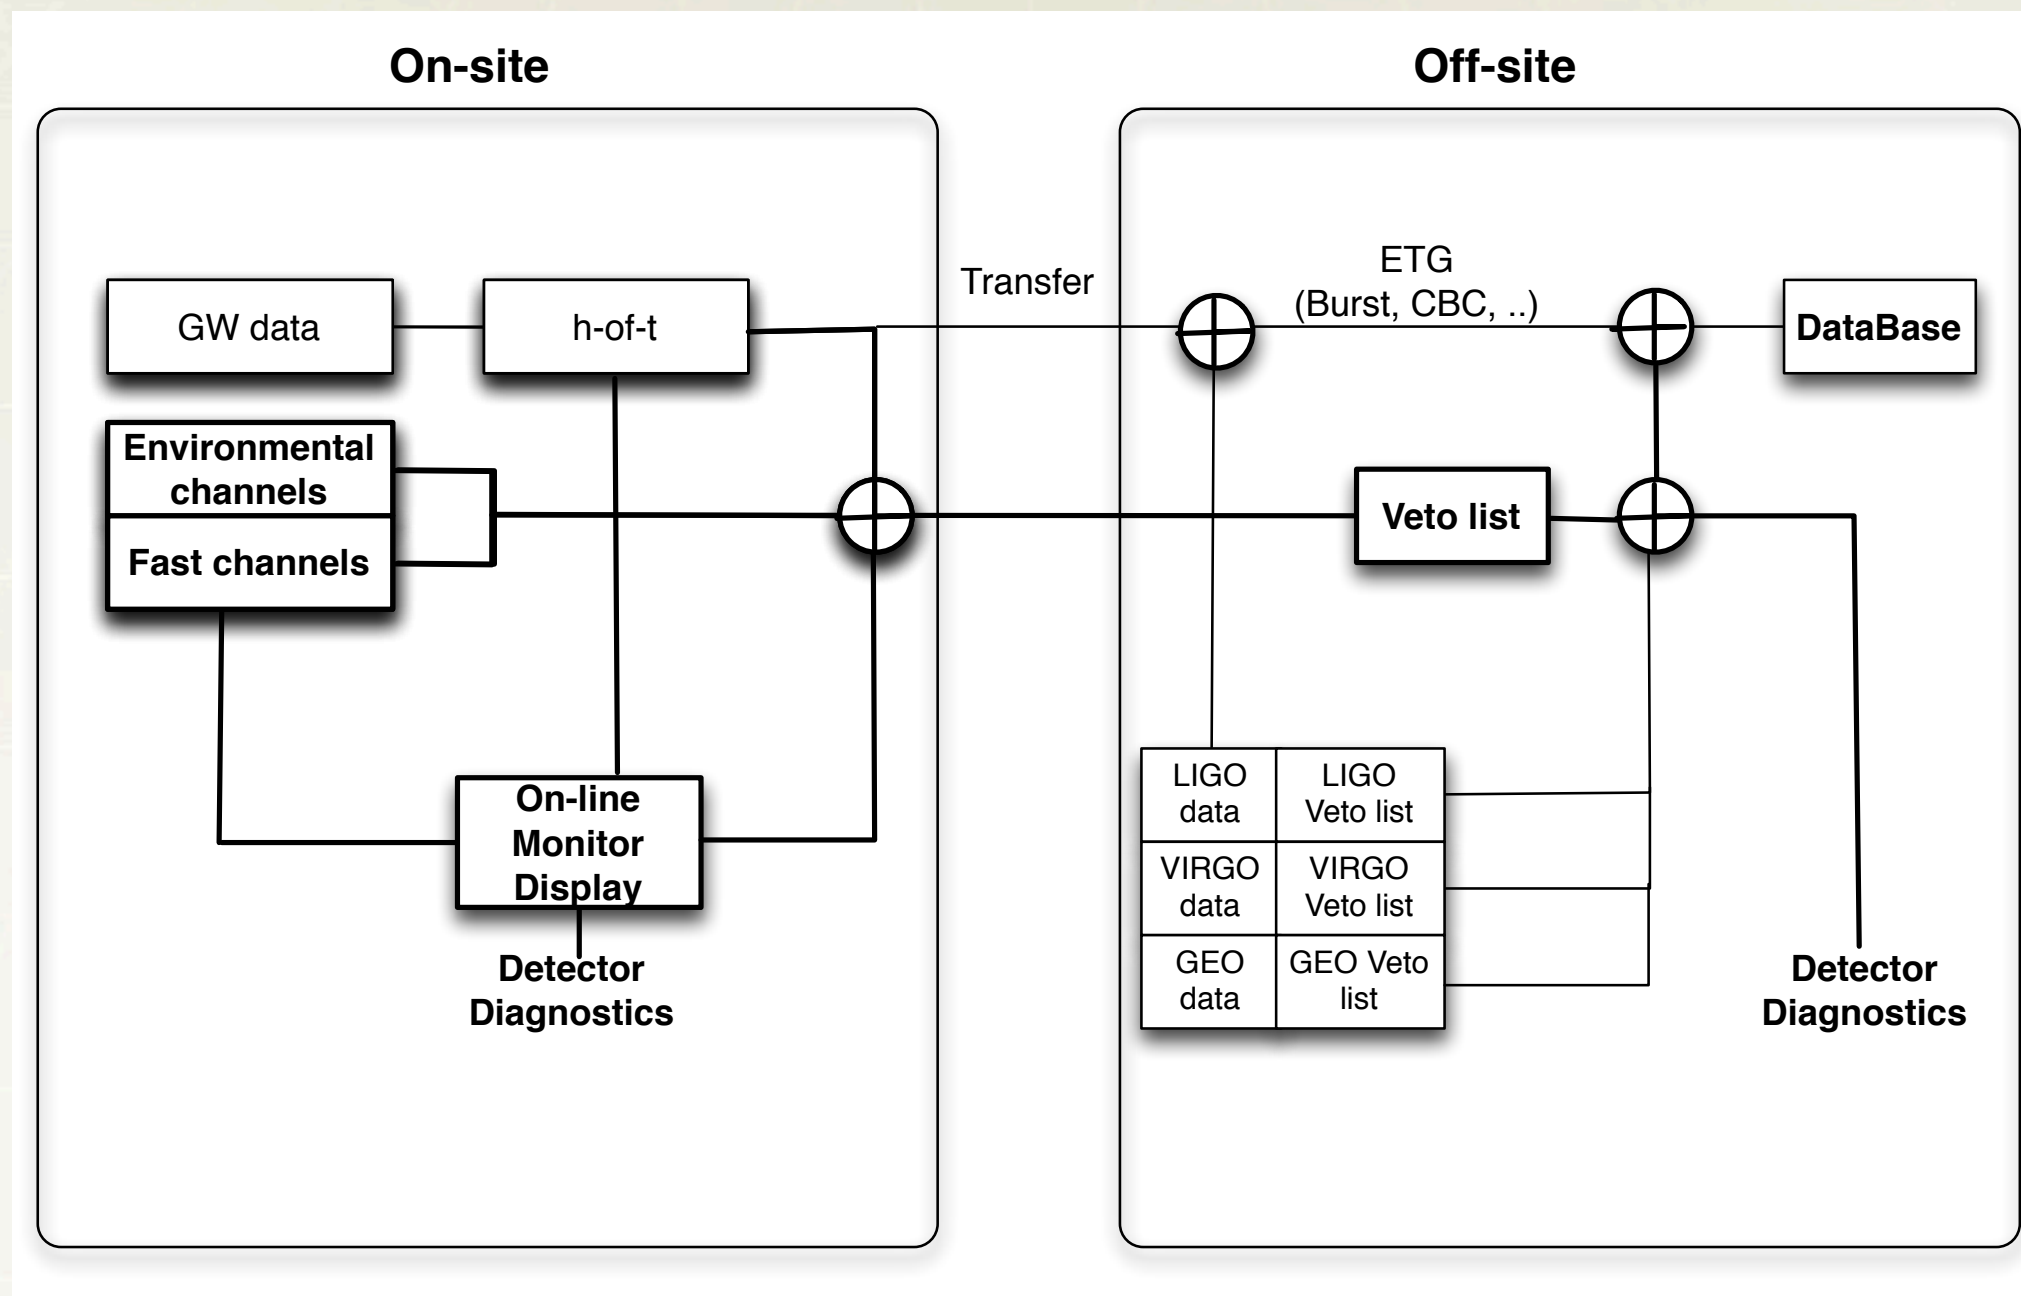 On-site
Off-site
GW data
h-of-t
Transfer
ETG
(Burst, CBC, ..)
DataBase
Environmental
channels
Fast channels
Veto list
On-line
Monitor
Display
Detector
Diagnostics
LIGO
data
LIGO
Veto list
VIRGO
data
VIRGO
Veto list
GEO
data
GEO Veto
list
Detector
Diagnostics